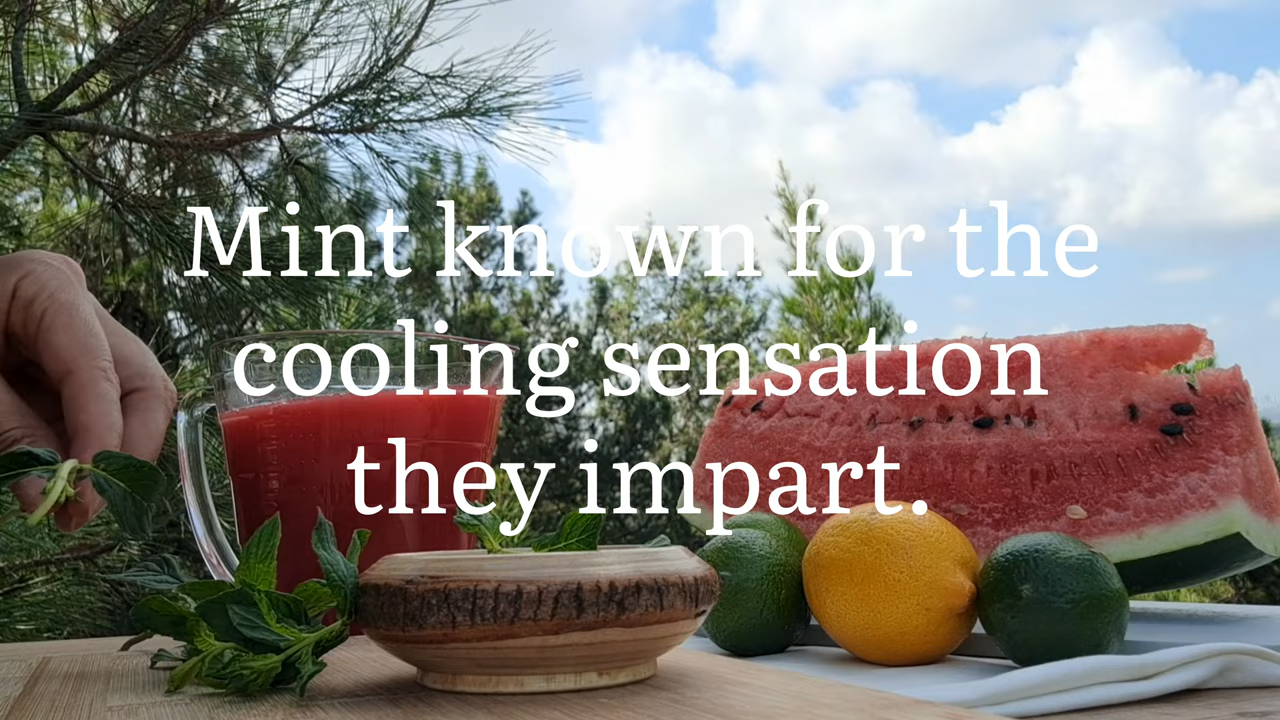 Mint known for the
cooling sensation
they impart.